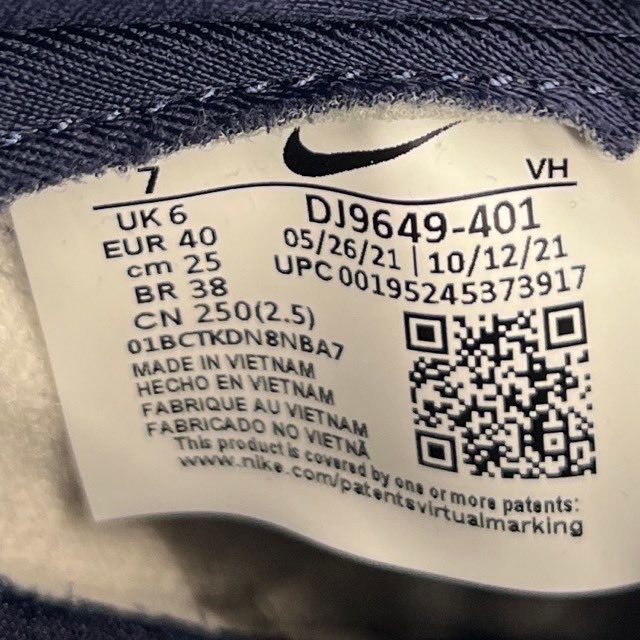 7
VH
UK 6
EUR 40
cm 25
BR 38
CN 250(2.5)
01BCTKDN8NBA7
MADE IN VIETNAM
HECHO EN VIETNAM
FABRIQUE AU VIETNAM
FABRICADO NO VIETNÃ
DJ9649-401
05/26/21 | 10/12/21
UPC 00195245373917
This product is covered by one or more patents:
www.nike.com/patentsvirtualmarking